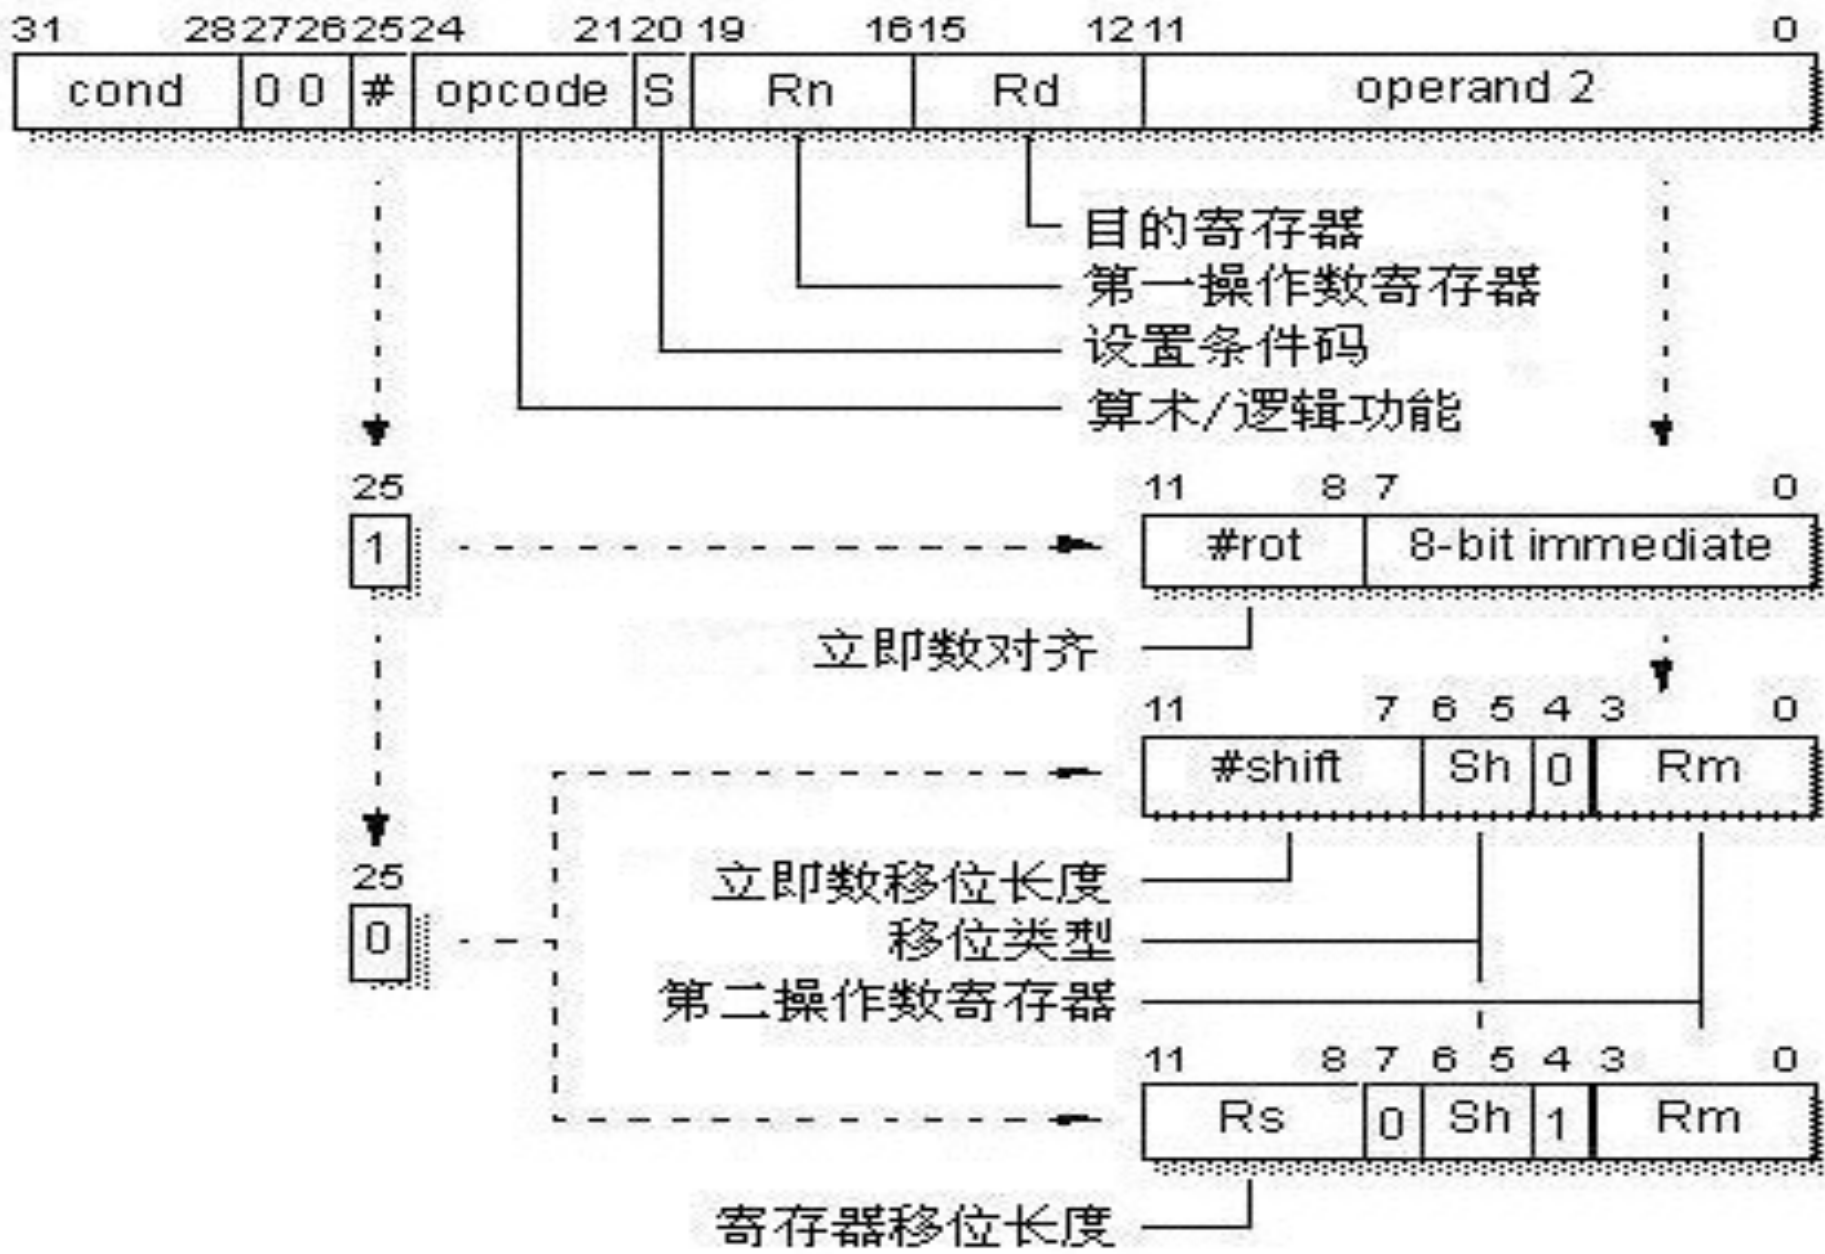 31 28 27 26 25 24 21 20 19 16 15 12 11 0
cond 0 0 # opcode S Rn Rd operand 2
目的寄存器
第一操作数寄存器
设置条件码
算术/逻辑功能
25 11 8 7 0
1 #rot 8-bit immediate
立即数对齐
11 7 6 5 4 3 0
#shift Sh 0 Rm
立即数移位长度
25
移位类型
0
第二操作数寄存器
11 8 7 6 5 4 3 0
Rs 0 Sh 1 Rm
寄存器移位长度